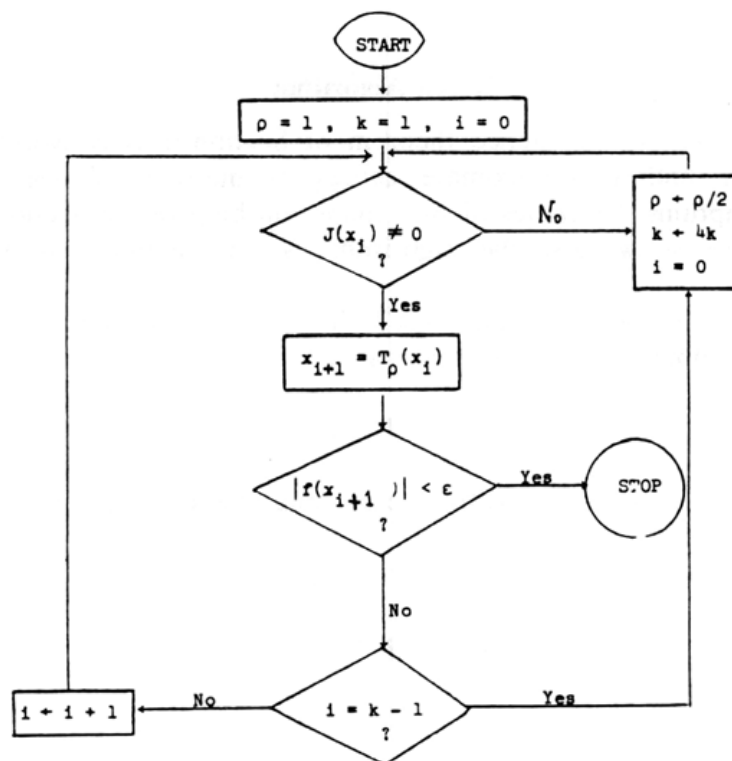 START
ρ = 1 , k = 1 , i = 0
J(x_i) ≠ 0
?
No
ρ ← ρ/2
k ← 4k
i = 0
Yes
x_{i+1} = T_ρ(x_i)
|f(x_{i+1})| < ε
?
Yes
STOP
No
i = k - 1
?
No
Yes
i ← i + 1